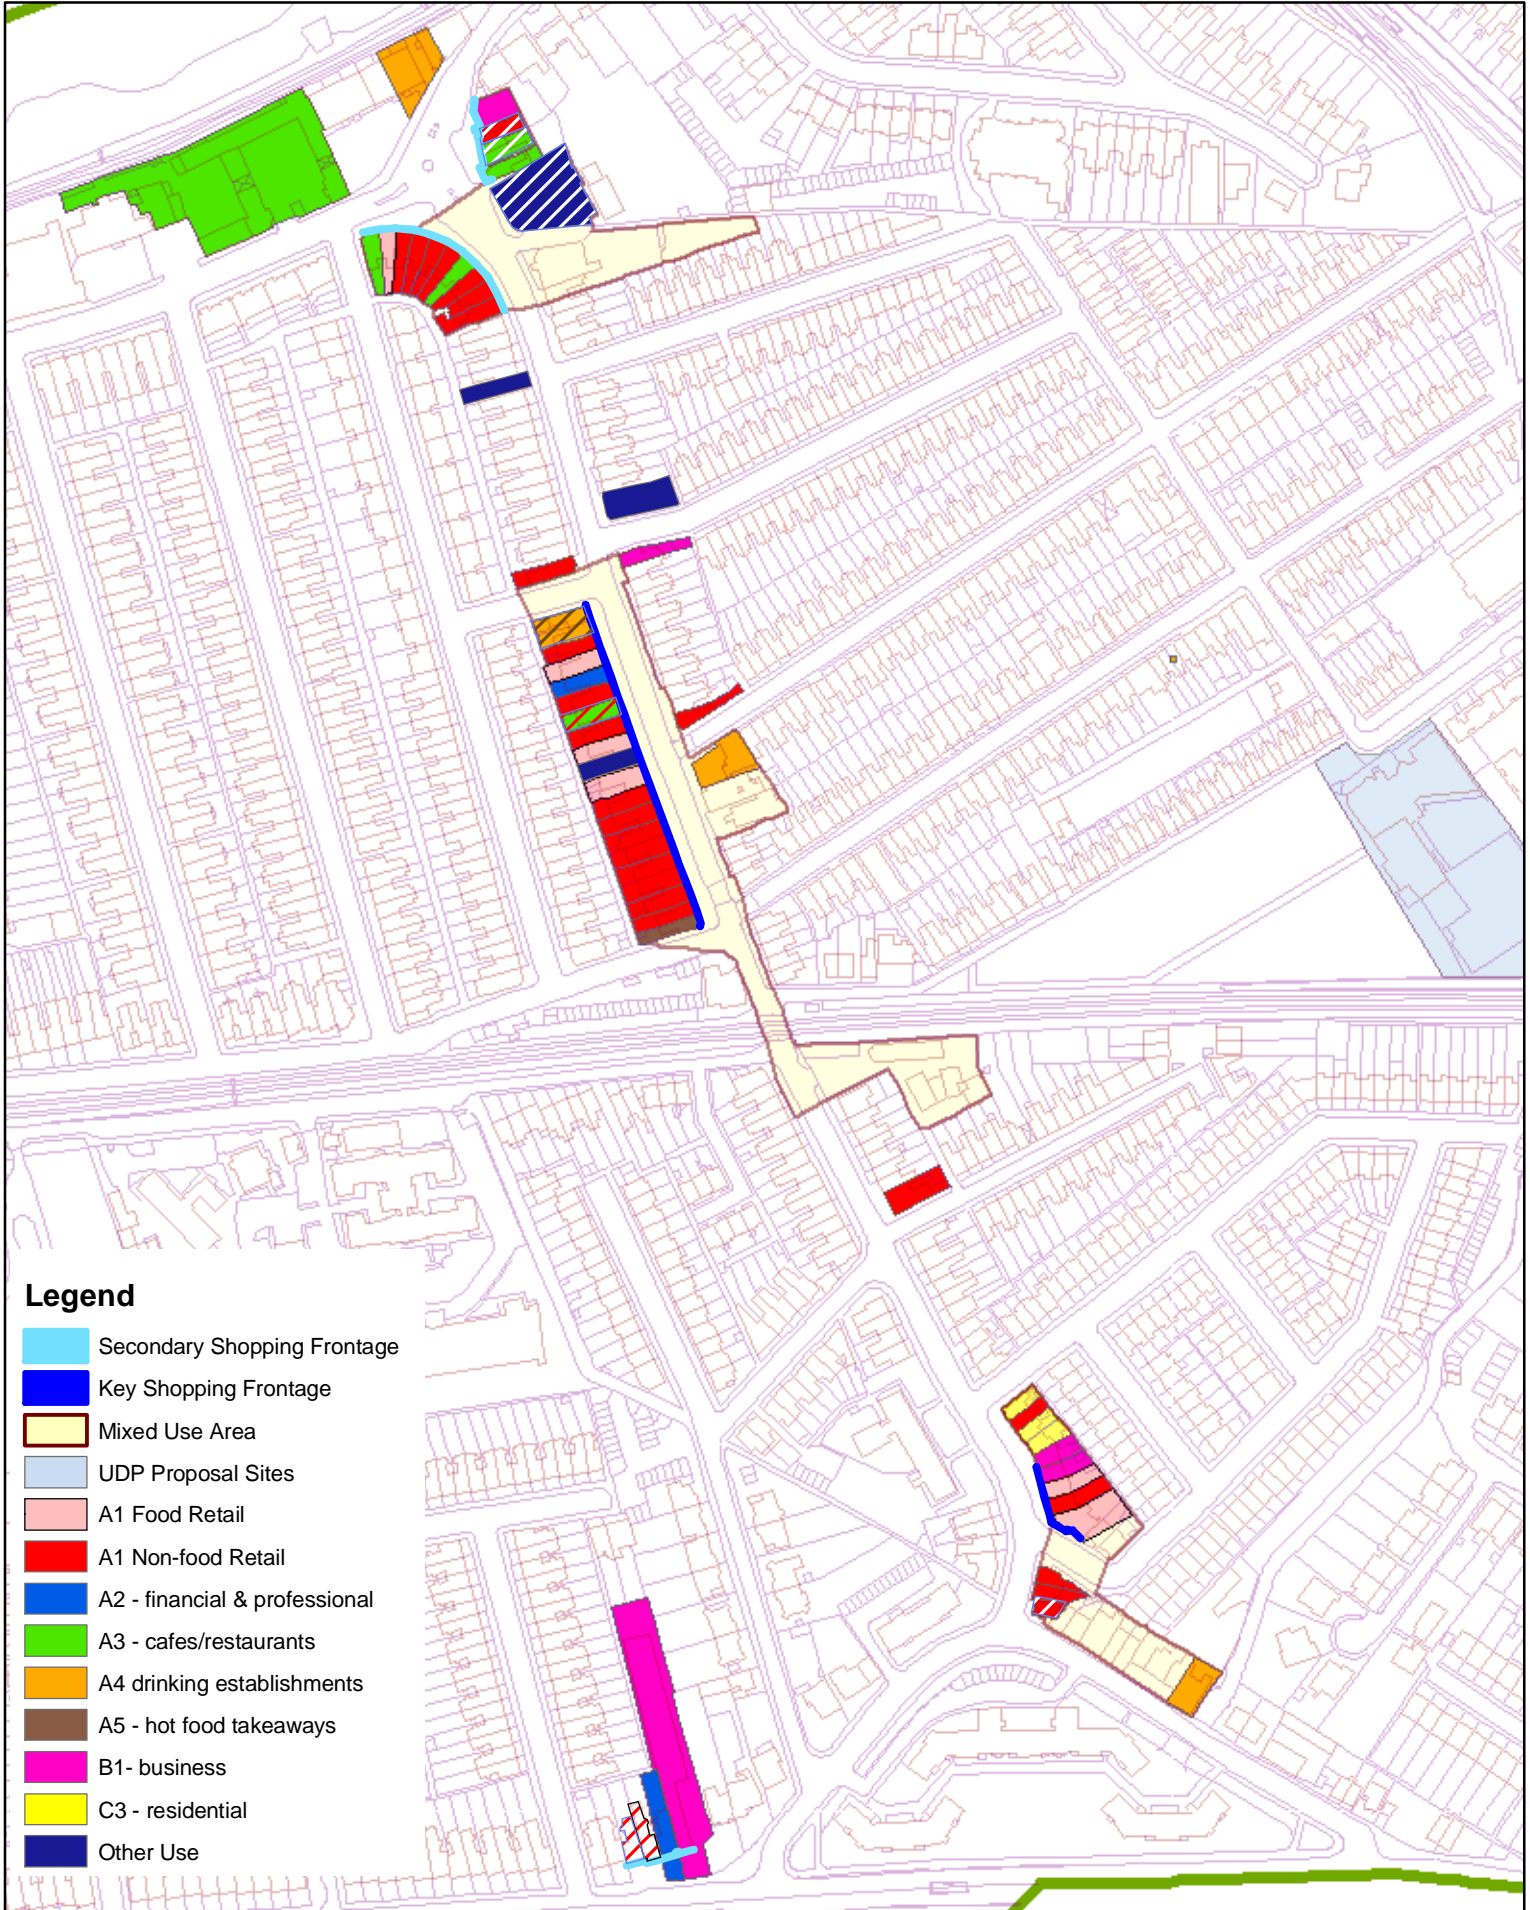 Legend
Secondary Shopping Frontage
Key Shopping Frontage
Mixed Use Area
UDP Proposal Sites
A1 Food Retail
A1 Non-food Retail
A2 - financial & professional
A3 - cafes/restaurants
A4 drinking establishments
A5 - hot food takeaways
B1- business
C3 - residential
Other Use